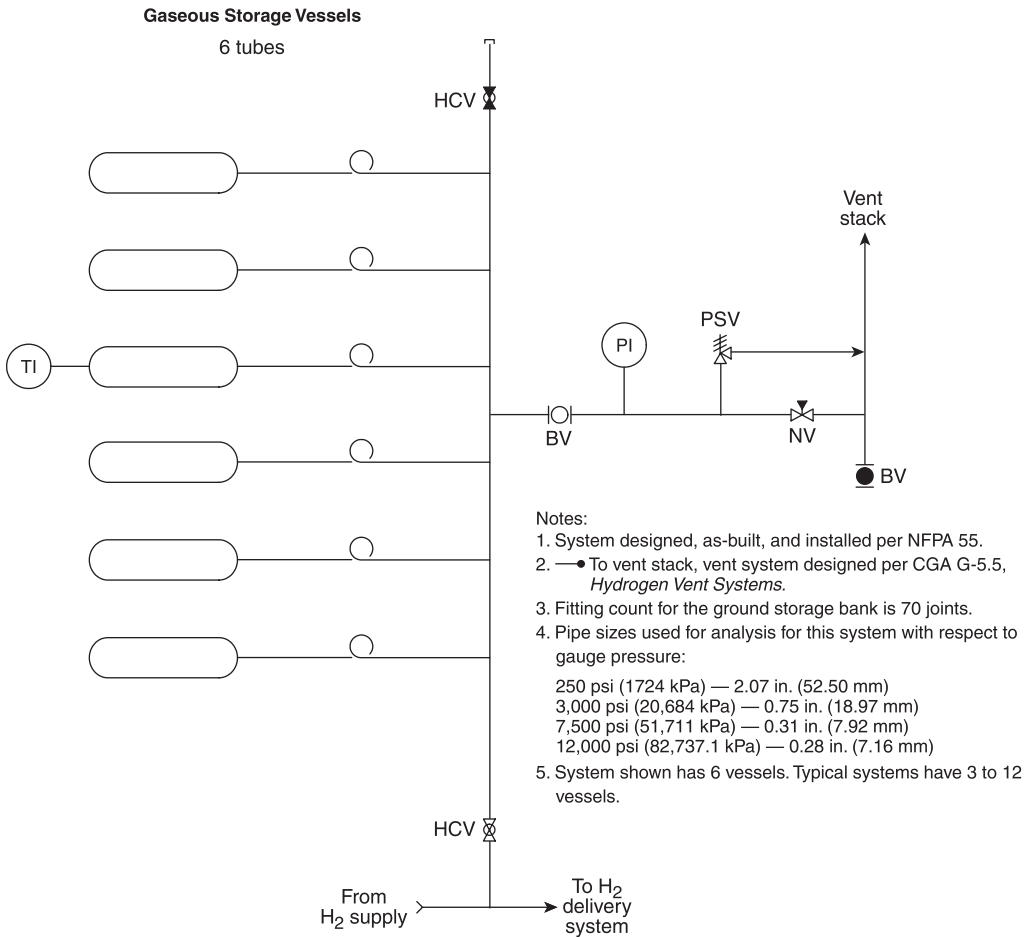 Gaseous Storage Vessels
6 tubes
HCV
Vent
stack
PSV
PI
TI
BV
NV
BV
Notes:
1. System designed, as-built, and installed per NFPA 55.
2. To vent stack, vent system designed per CGA G-5.5,
Hydrogen Vent Systems.
3. Fitting count for the ground storage bank is 70 joints.
4. Pipe sizes used for analysis for this system with respect to
gauge pressure:
250 psi (1724 kPa) — 2.07 in. (52.50 mm)
3,000 psi (20,684 kPa) — 0.75 in. (18.97 mm)
7,500 psi (51,711 kPa) — 0.31 in. (7.92 mm)
12,000 psi (82,737.1 kPa) — 0.28 in. (7.16 mm)
5. System shown has 6 vessels. Typical systems have 3 to 12
vessels.
HCV
From
H2 supply
To H2
delivery
system